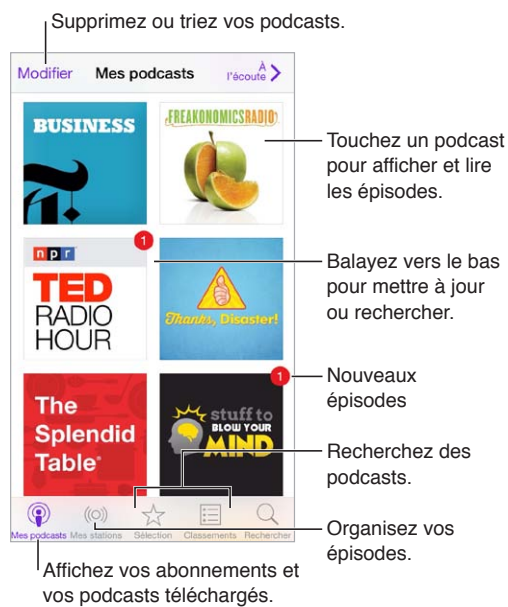 Supprimez ou triez vos podcasts.
Modifier
Mes podcasts
À
l'écoute
BUSINESS
FREAKONOMICSRADIO
Touchez un podcast
pour afficher et lire
les épisodes.
npr
1
TED
RADIO
HOUR
Thanks, Disaster!
Balayez vers le bas
pour mettre à jour
ou rechercher.
The
Splendid
Table
1
stuff to
BLOW YOUR
MIND
Nouveaux
épisodes
Recherchez des
podcasts.
Mes podcasts
Mes stations
Sélection
Classements
Rechercher
Organisez vos
épisodes.
Affichez vos abonnements et
vos podcasts téléchargés.